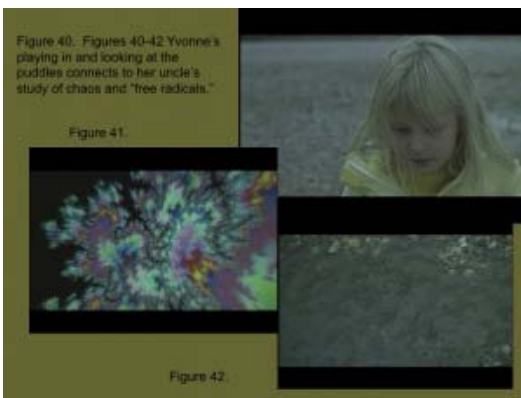 Figure 40. Figures 40-42 Yvonne's
playing in and looking at the
puddles connects to her uncle's
study of chaos and "free radicals."
Figure 41.
Figure 42.